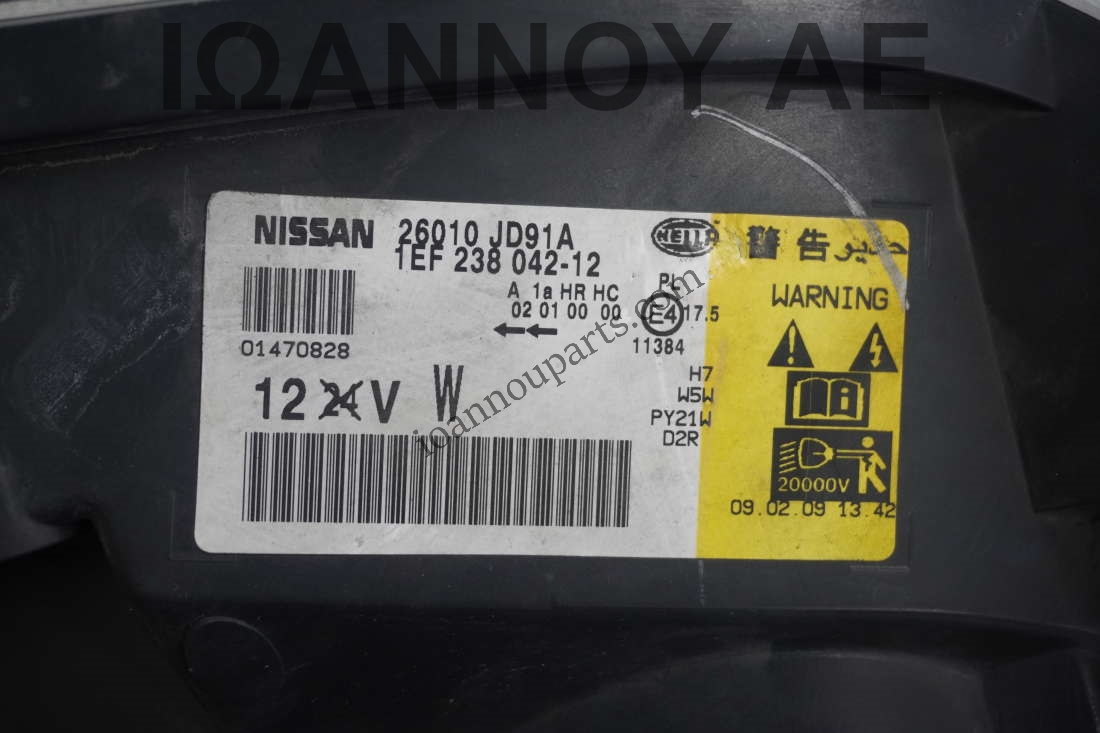 ΙΩΑΝΝΟΥ ΑΕ
NISSAN 26010 JD91A
1EF 238 042-12
HELLA
警告 تحذير
A 1a HR HC PL
02 01 00 00 E4 17.5
11384
WARNING
01470828
12 24 V W
H7
W5W
PY21W
D2R
20000V
09.02.09 13.42
ioannouparts.com